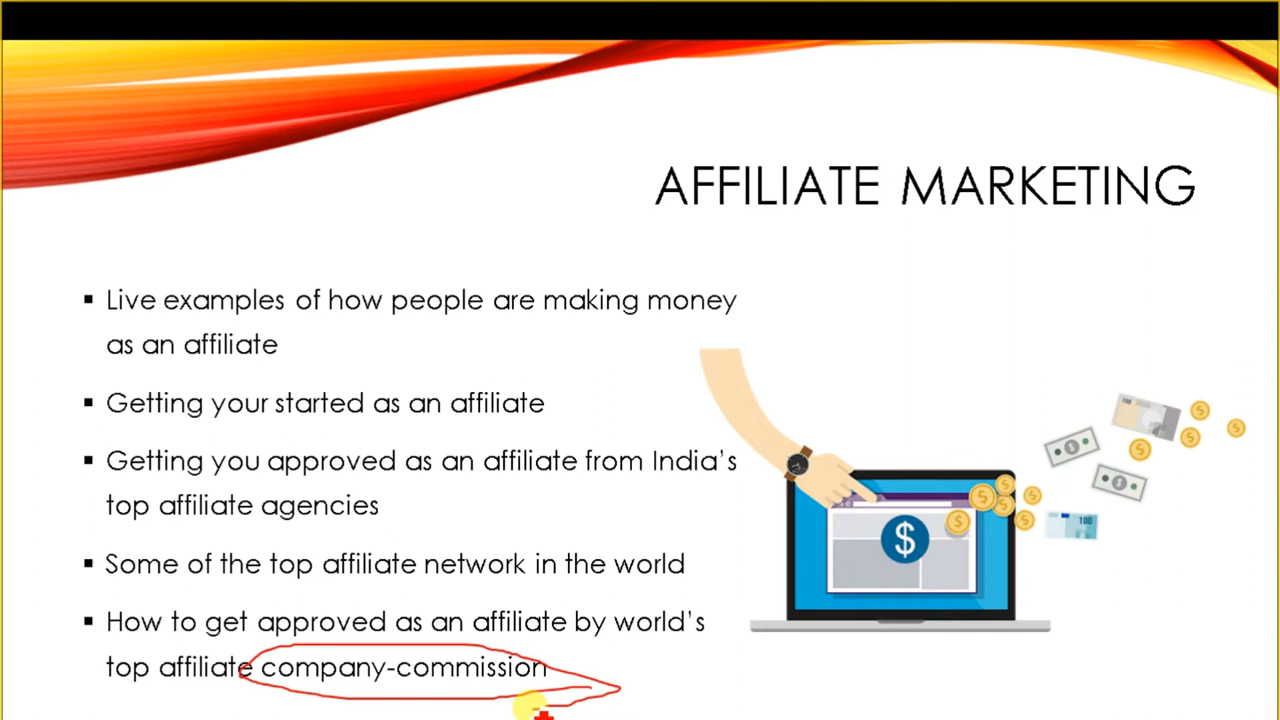 AFFILIATE MARKETING
▪ Live examples of how people are making money
as an affiliate
▪ Getting your started as an affiliate
▪ Getting you approved as an affiliate from India's
top affiliate agencies
▪ Some of the top affiliate network in the world
▪ How to get approved as an affiliate by world's
top affiliate company-commission
100
$
100